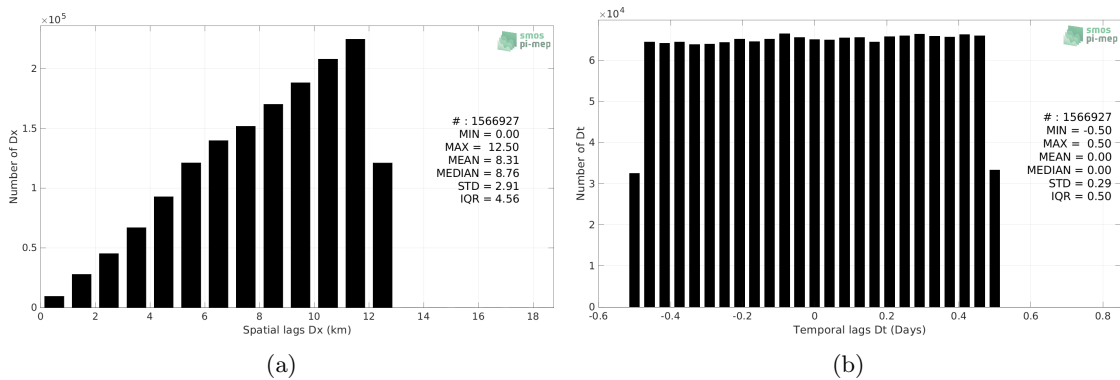 ×10⁵
2
1.5
1
0.5
0
Number of Dx
0 2 4 6 8 10 12 14 16 18
Spatial lags Dx (km)
smos
pi-mep
# : 1566927
MIN = 0.00
MAX = 12.50
MEAN = 8.31
MEDIAN = 8.76
STD = 2.91
IQR = 4.56
(a)
×10⁴
6
5
4
3
2
1
0
Number of Dt
-0.6 -0.4 -0.2 0 0.2 0.4 0.6 0.8
Temporal lags Dt (Days)
smos
pi-mep
# : 1566927
MIN = -0.50
MAX = 0.50
MEAN = 0.00
MEDIAN = 0.00
STD = 0.29
IQR = 0.50
(b)